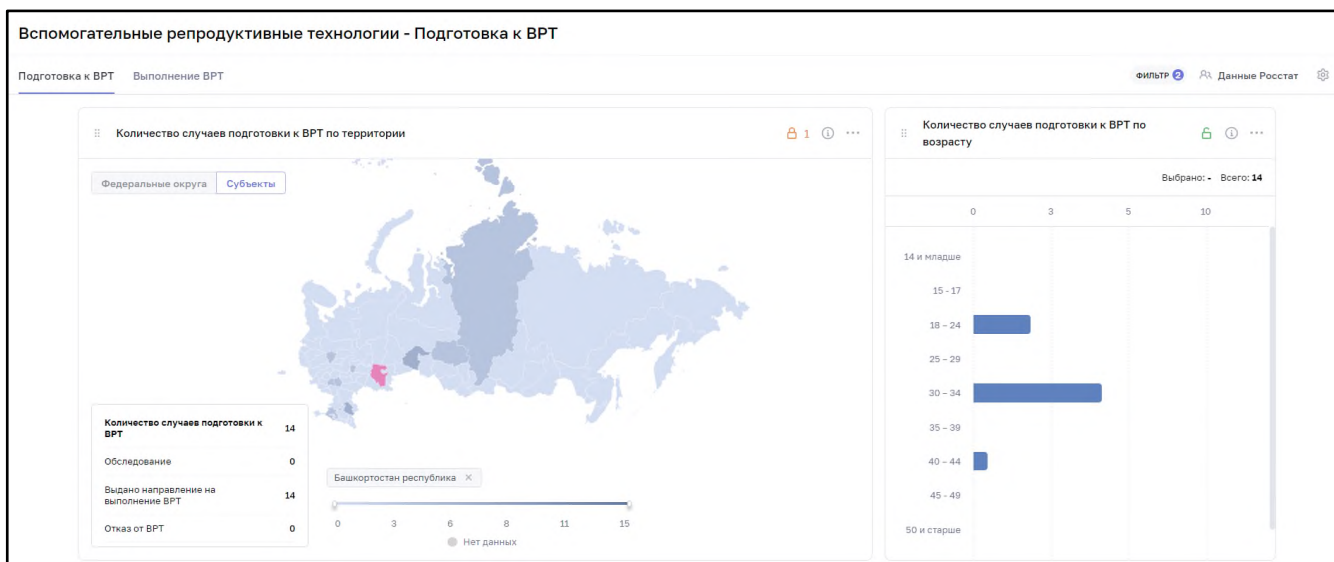 Вспомогательные репродуктивные технологии - Подготовка к ВРТ
Подготовка к ВРТ Выполнение ВРТ
ФИЛЬТР 2 Данные Росстат
Количество случаев подготовки к ВРТ по территории
1
Федеральные округа Субъекты
Количество случаев подготовки к
ВРТ
14
Обследование 0
Выдано направление на
выполнение ВРТ
14
Отказ от ВРТ 0
Башкортостан республика ×
0 3 6 8 11 15
Нет данных
Количество случаев подготовки к ВРТ по
возрасту
Выбрано: - Всего: 14
0 3 5 10
14 и младше
15 - 17
18 – 24
25 – 29
30 – 34
35 – 39
40 – 44
45 - 49
50 и старше